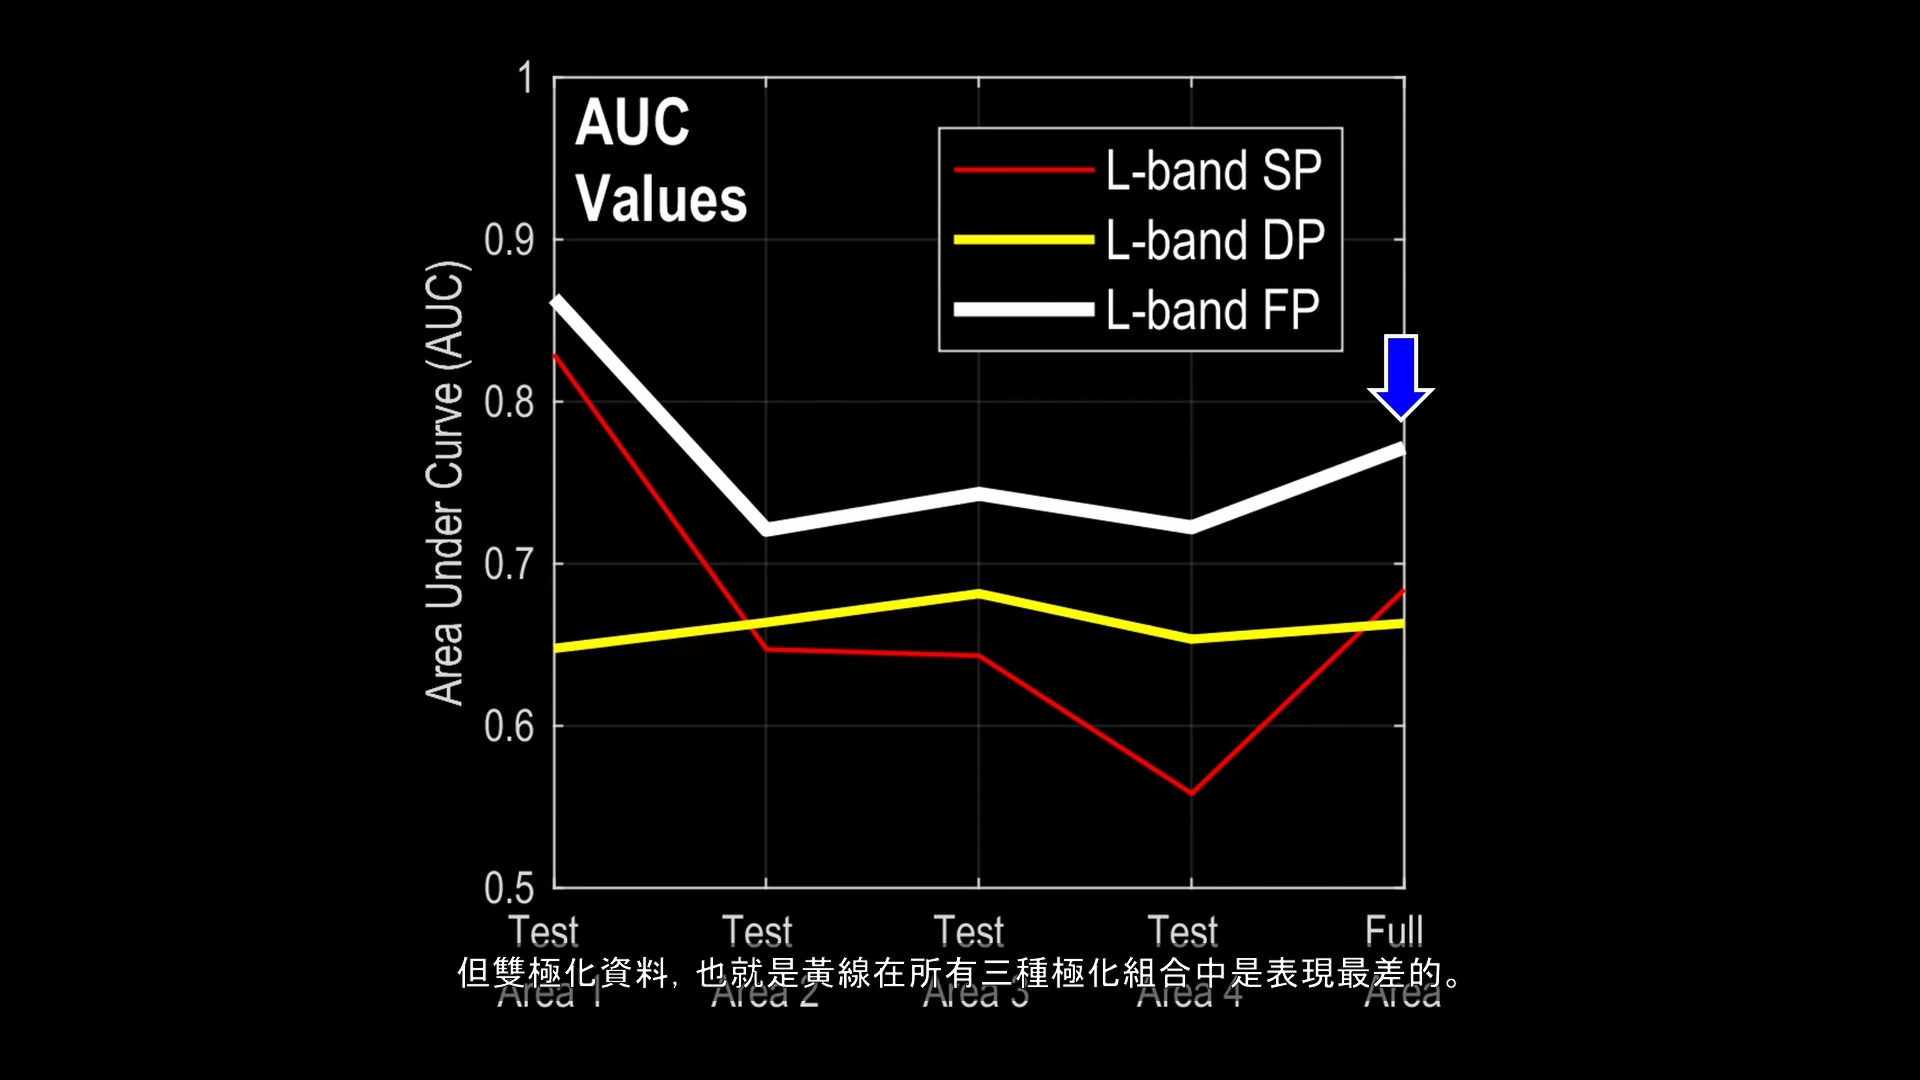 AUC
Values
L-band SP
L-band DP
L-band FP
Area Under Curve (AUC)
1
0.9
0.8
0.7
0.6
0.5
Test Area 1
Test Area 2
Test Area 3
Test Area 4
Full Area
但雙極化資料, 也就是黃線在所有三種極化組合中是表現最差的。